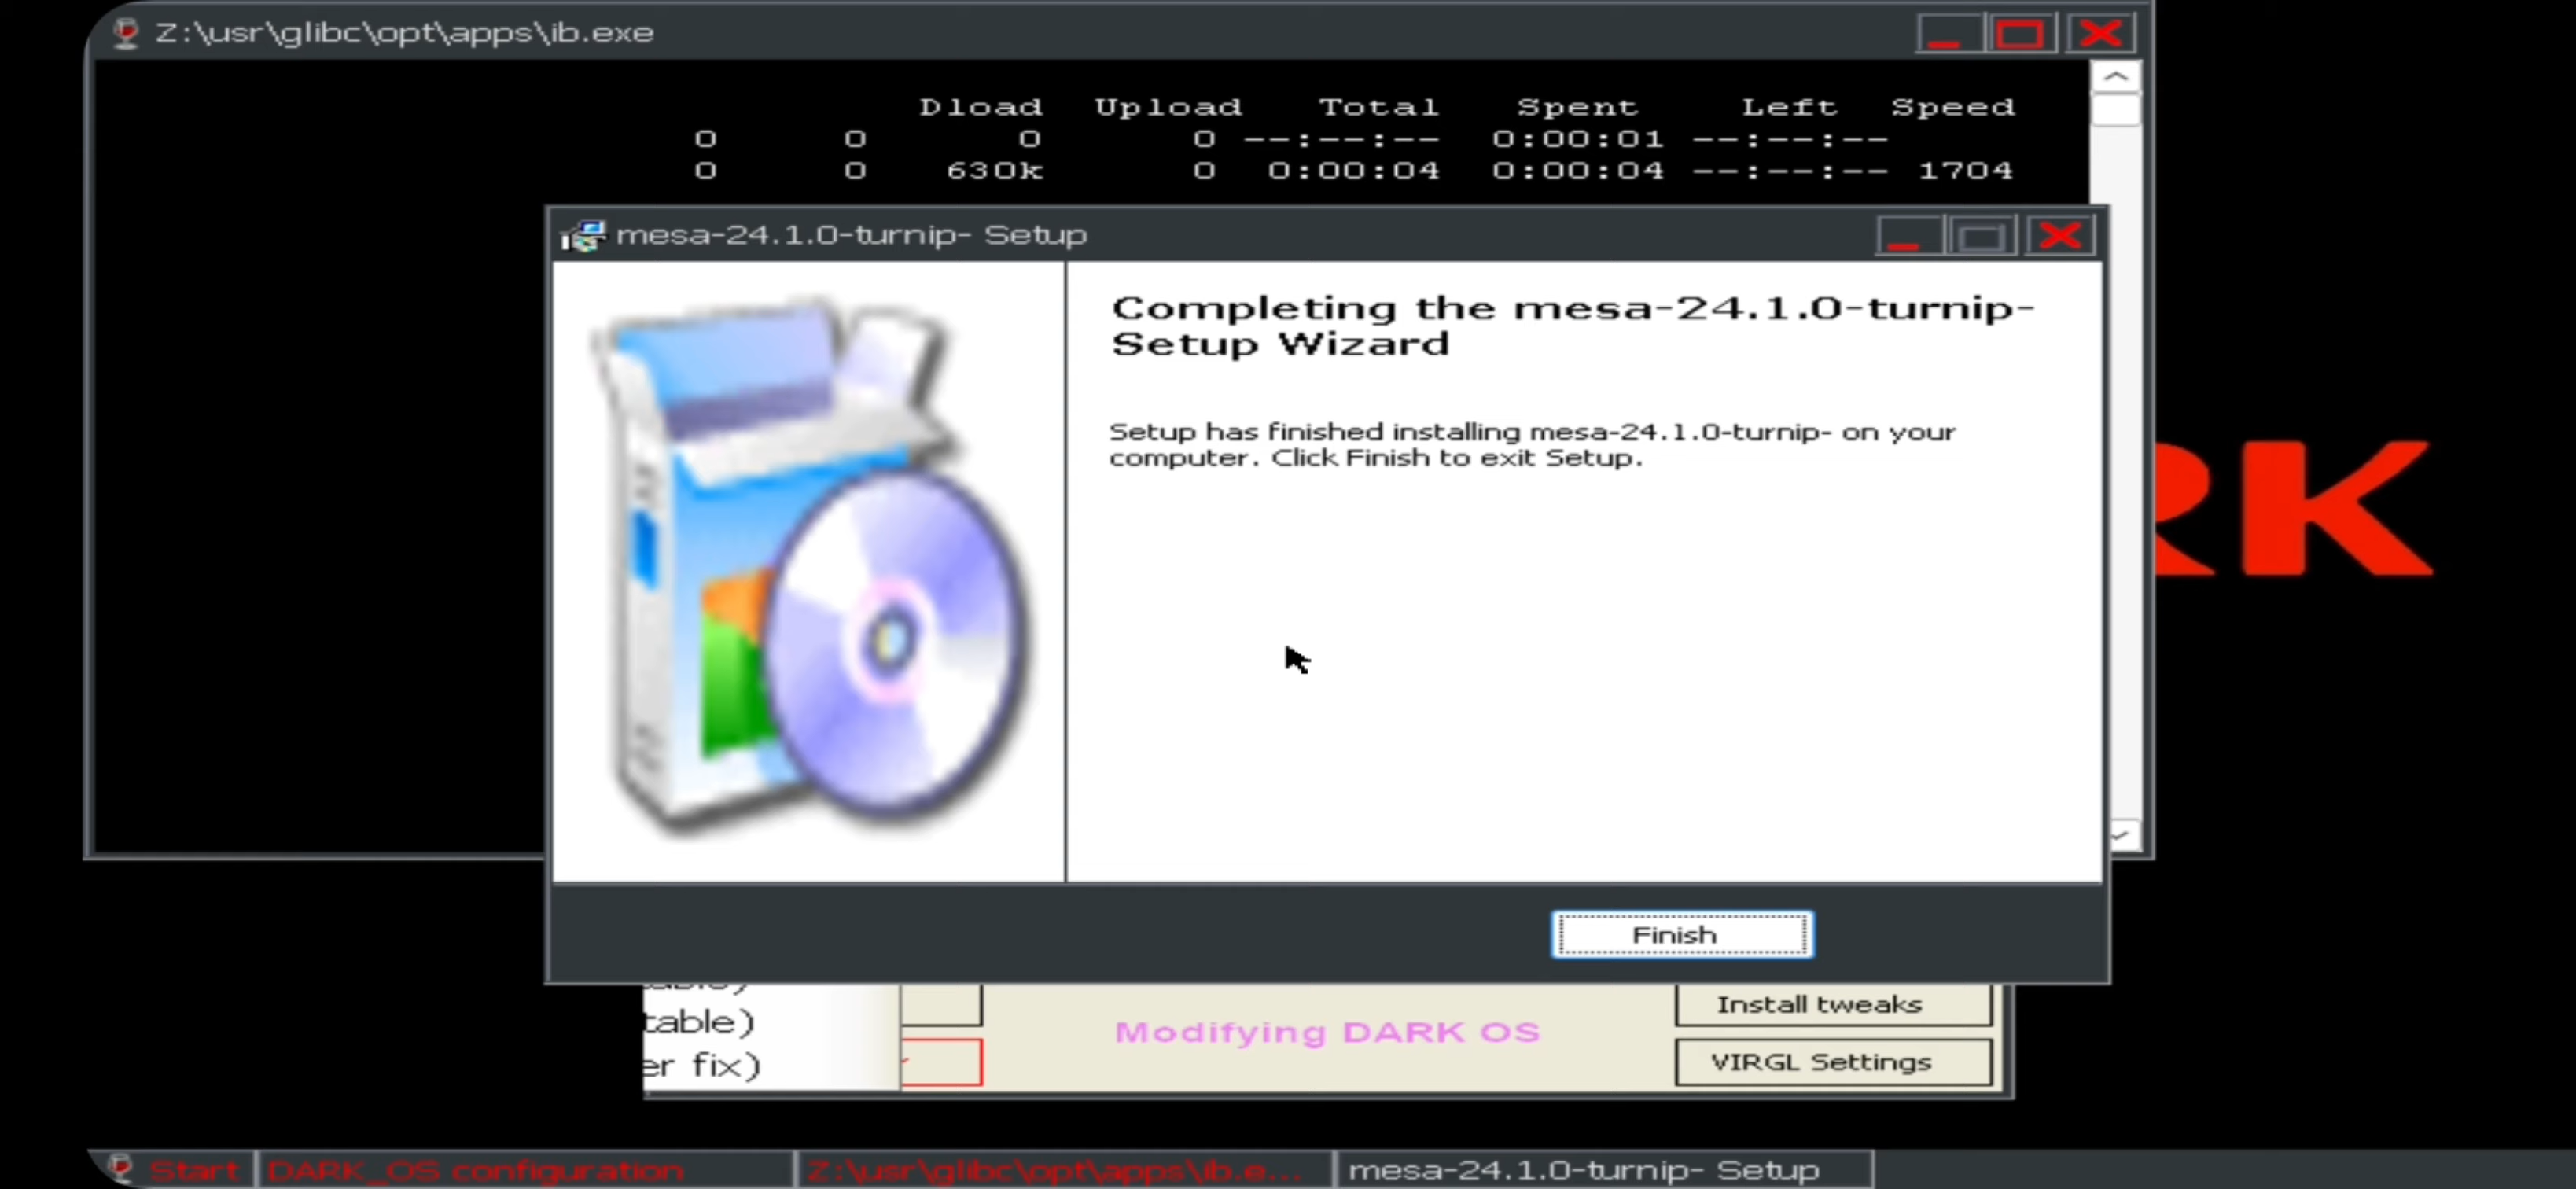 Z:\usr\glibc\opt\apps\ib.exe
Dload Upload Total Spent Left Speed
0 0 0 0 --:--:-- 0:00:01 --:--:--
0 0 630k 0 0:00:04 0:00:04 --:--:-- 1704
mesa-24.1.0-turnip- Setup
Completing the mesa-24.1.0-turnip-
Setup Wizard
Setup has finished installing mesa-24.1.0-turnip- on your
computer. Click Finish to exit Setup.
RK
Finish
table)
er fix)
Modifying DARK OS
Install tweaks
VIRGL Settings
Start
DARK_OS configuration
Z:\usr\glibc\opt\apps\ib.e...
mesa-24.1.0-turnip- Setup